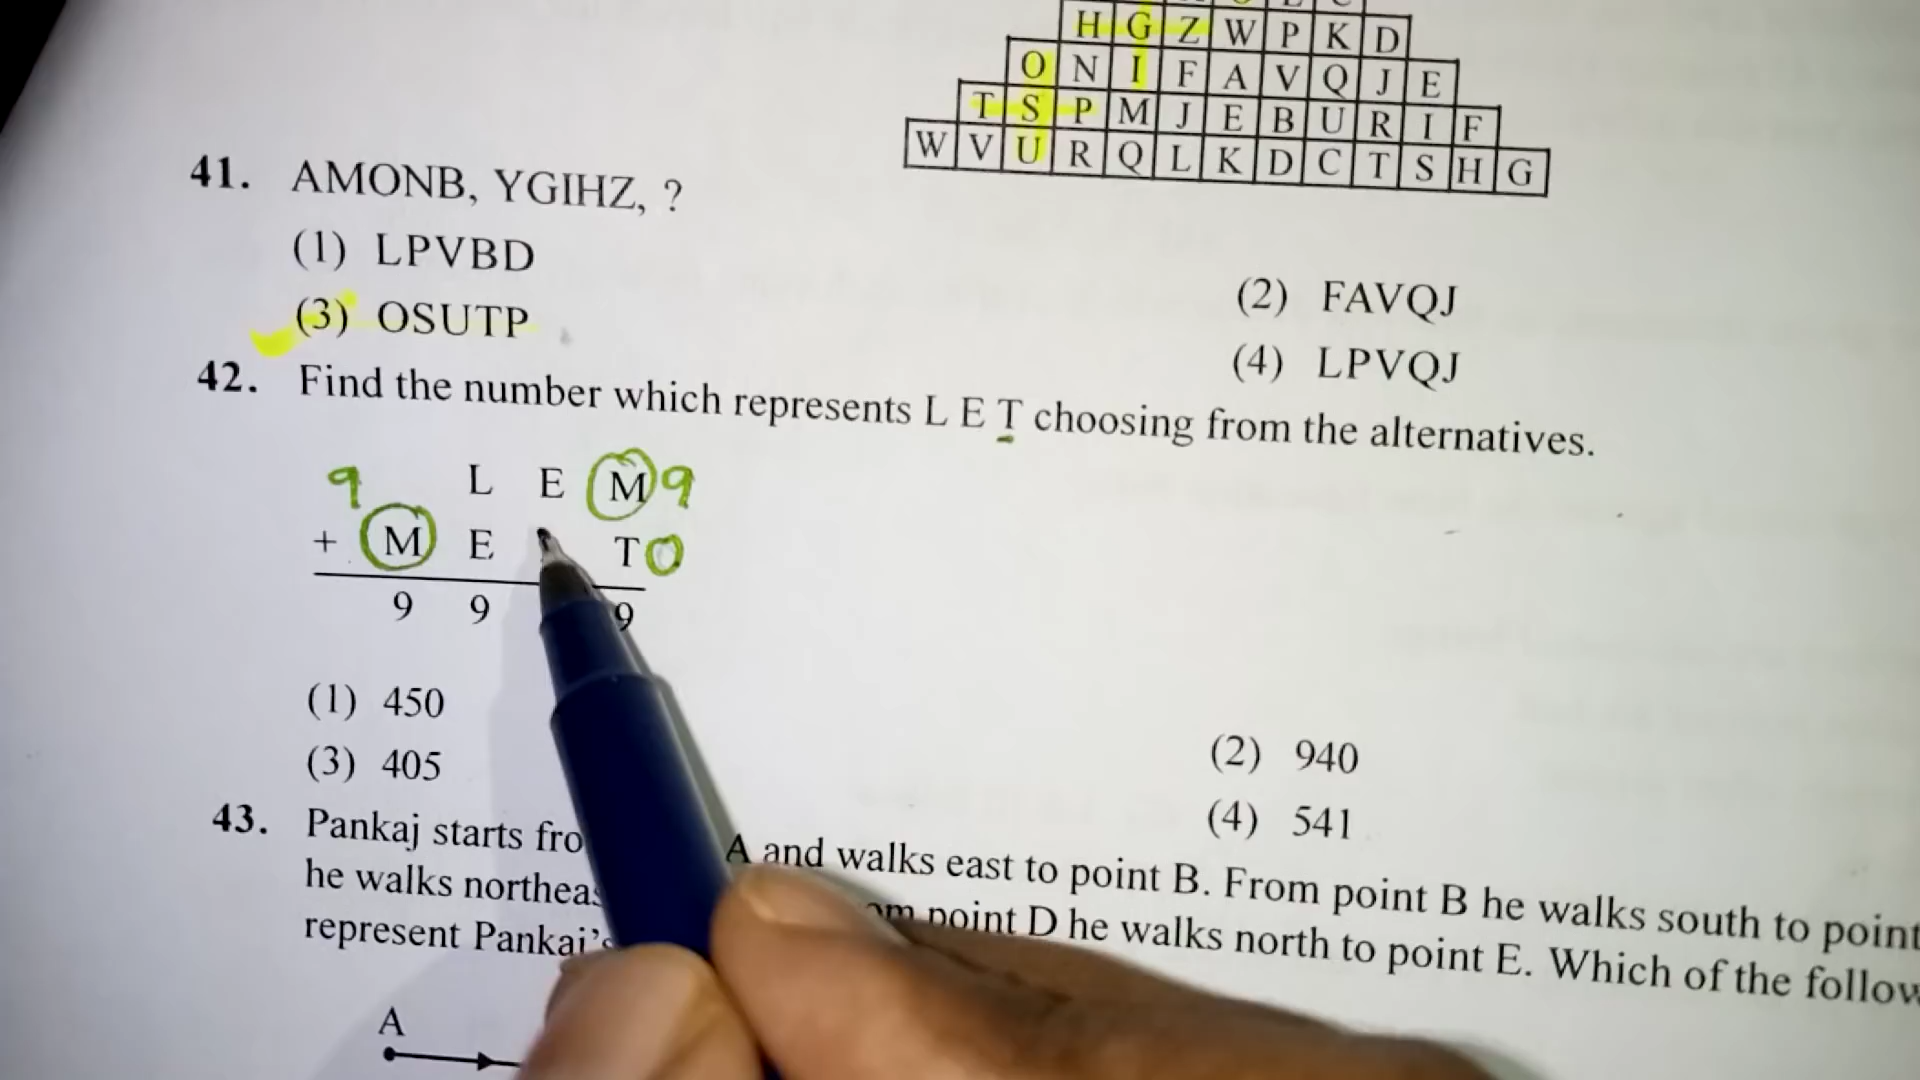 H G Z W P K D
O N I F A V Q J E
T S P M J E B U R I F
W V U R Q L K D C T S H G
41. AMONB, YGIHZ, ?
(1) LPVBD
(2) FAVQJ
(3) OSUTP
(4) LPVQJ
42. Find the number which represents L E T choosing from the alternatives.
9 L E M 9
+ M E T 0
9 9 9
(1) 450
(2) 940
(3) 405
(4) 541
43. Pankaj starts A and walks east to point B. From point B he walks south to point
he walks point D he walks north to point E. Which of the
represent Pankaj's
A